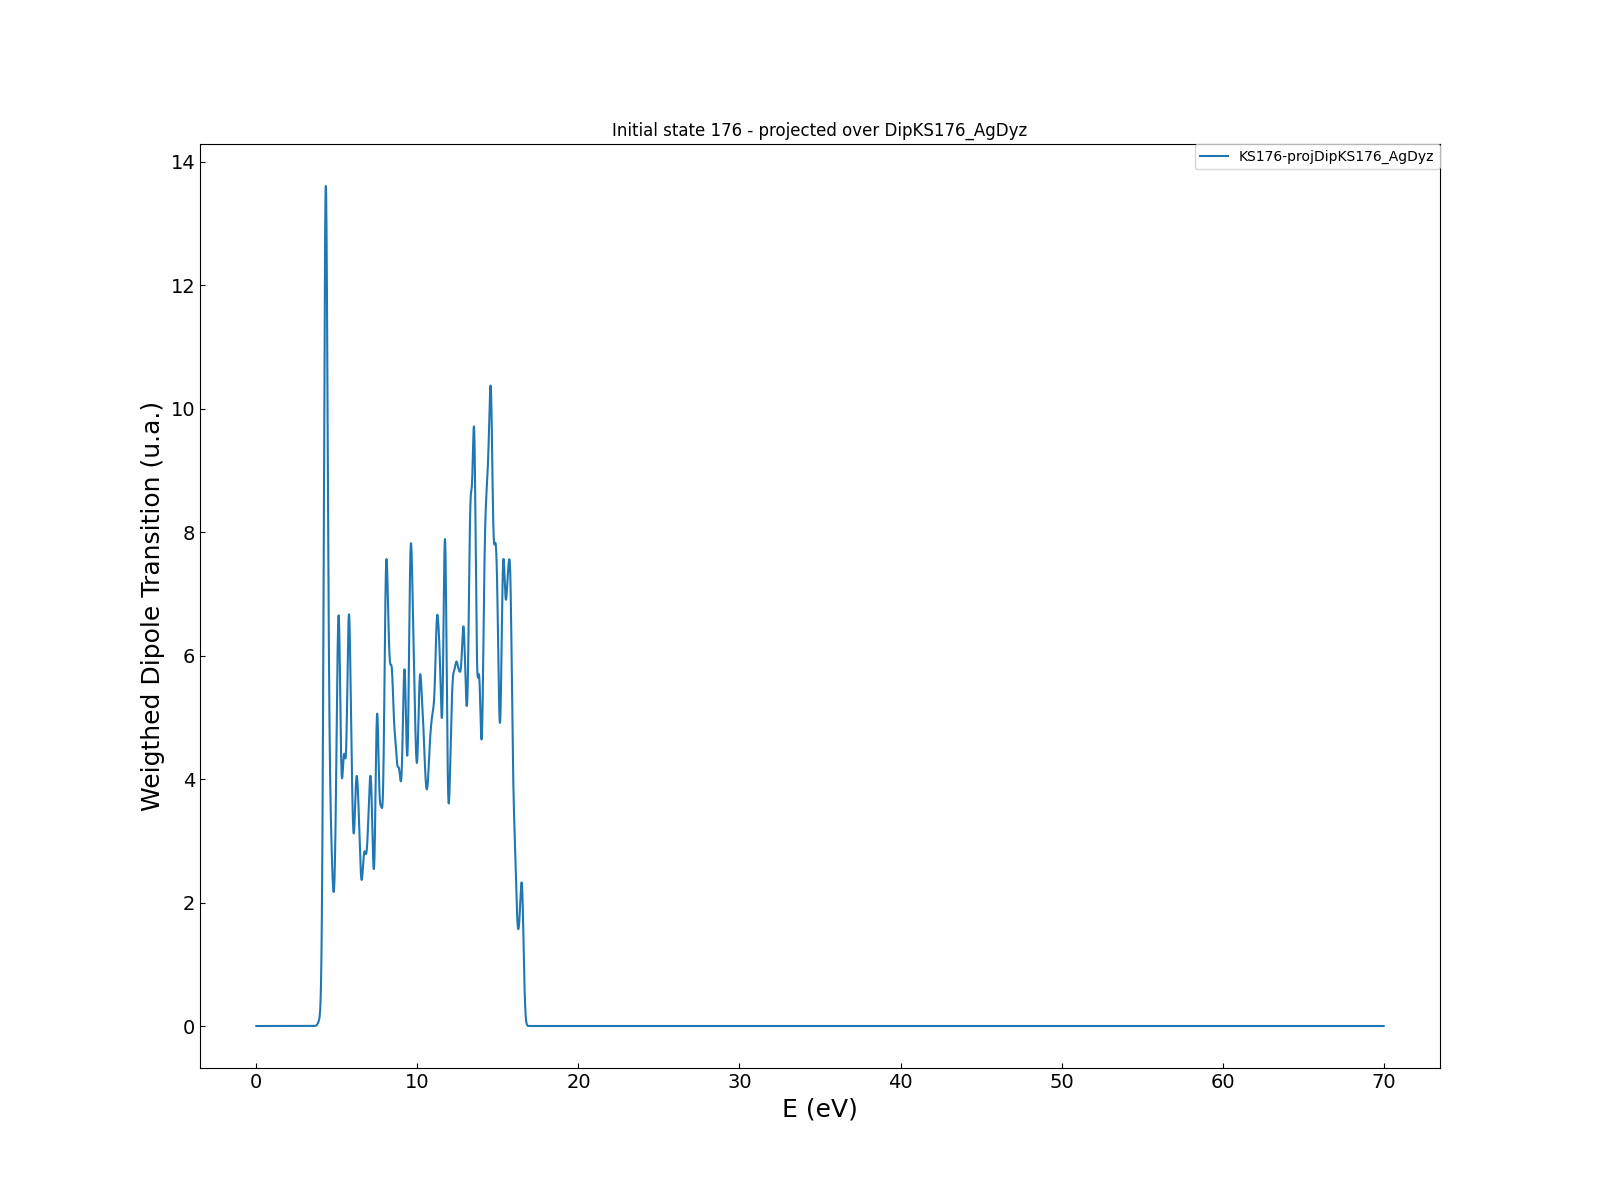 Initial state 176 - projected over DipKS176_AgDyz
KS176-projDipKS176_AgDyz
14
12
10
8
6
4
2
0
Weigthed Dipole Transition (u.a.)
0 10 20 30 40 50 60 70
E (eV)